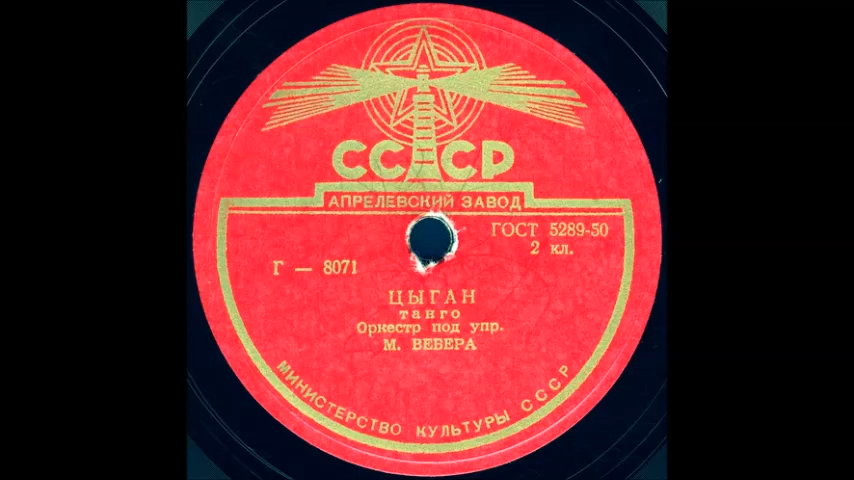 СССР
АПРЕЛЕВСКИЙ ЗАВОД
ГОСТ 5289-50
2 кл.
Г — 8071
ЦЫГАН
танго
Оркестр под упр.
М. ВЕБЕРА
МИНИСТЕРСТВО КУЛЬТУРЫ СССР